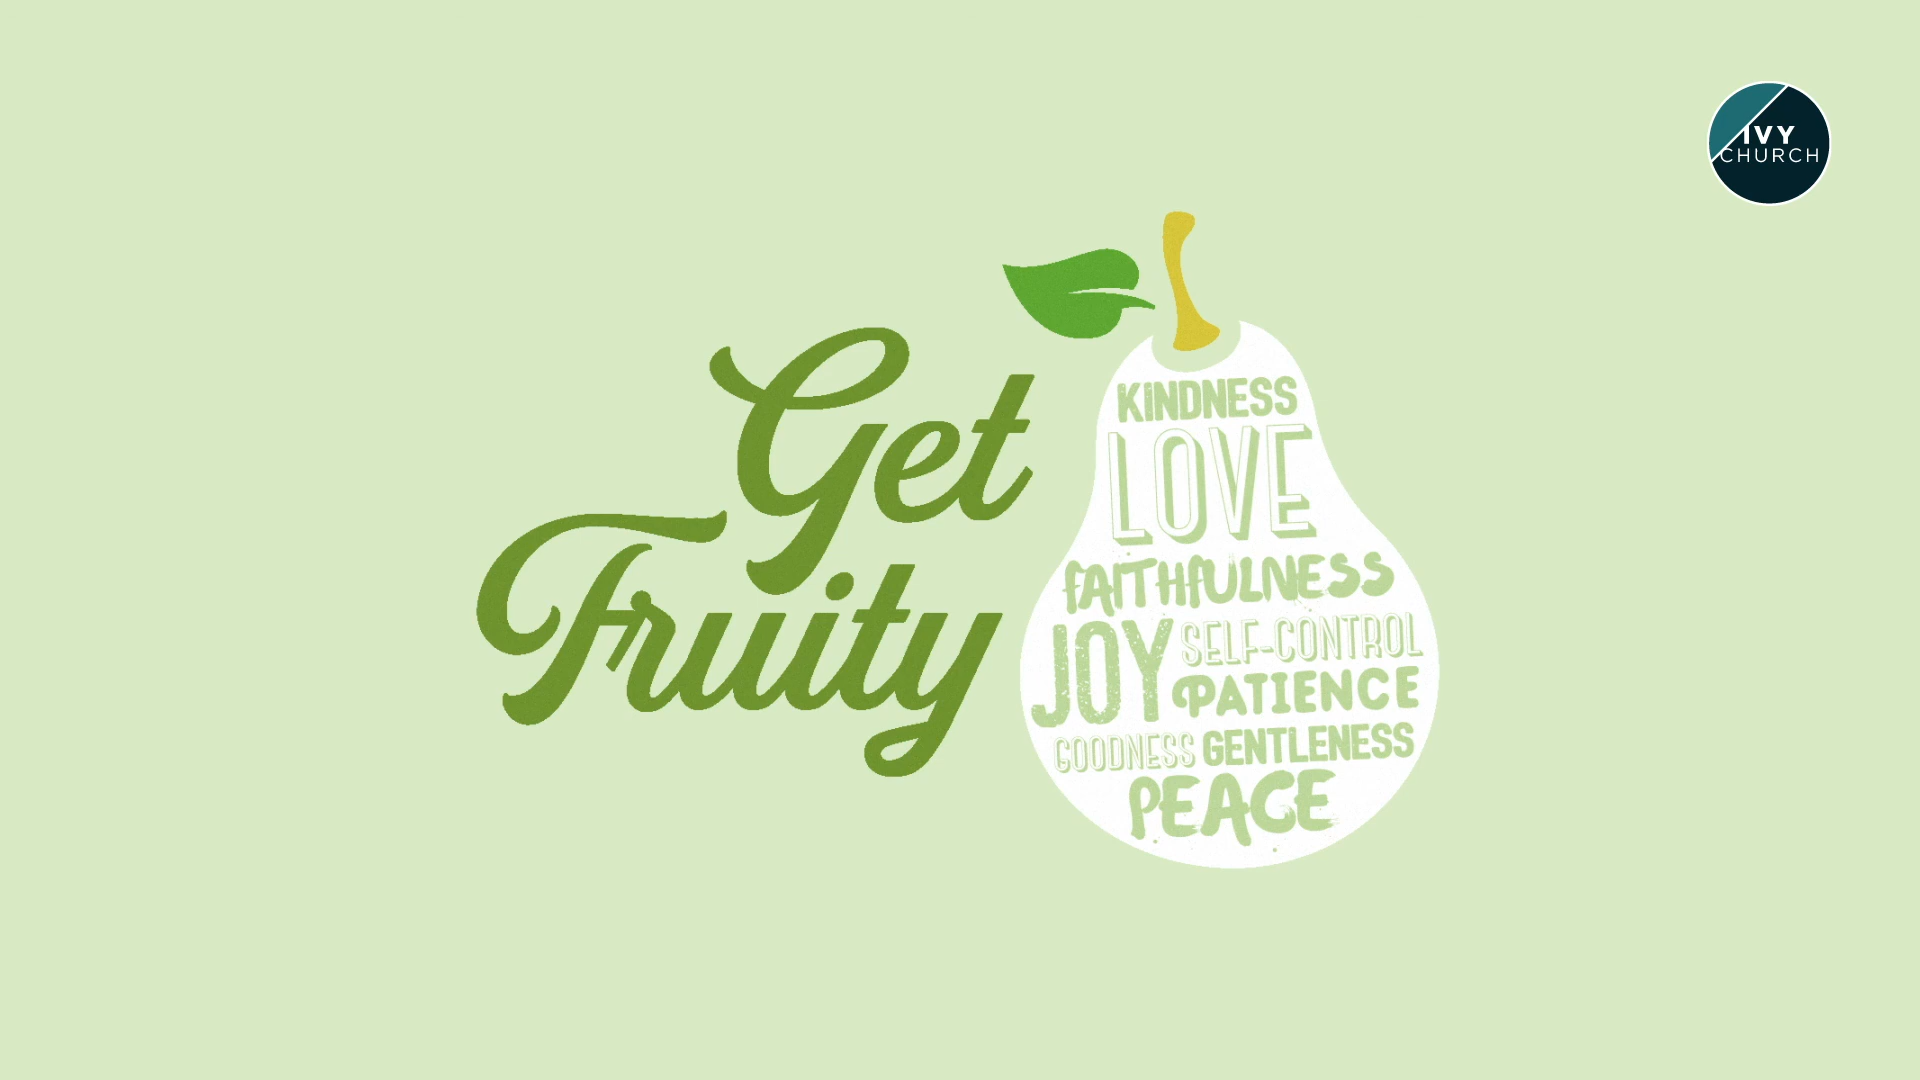 IVY
CHURCH
Get
Fruity
KINDNESS
LOVE
FAITHFULNESS
JOY SELF-CONTROL
PATIENCE
GOODNESS GENTLENESS
PEACE